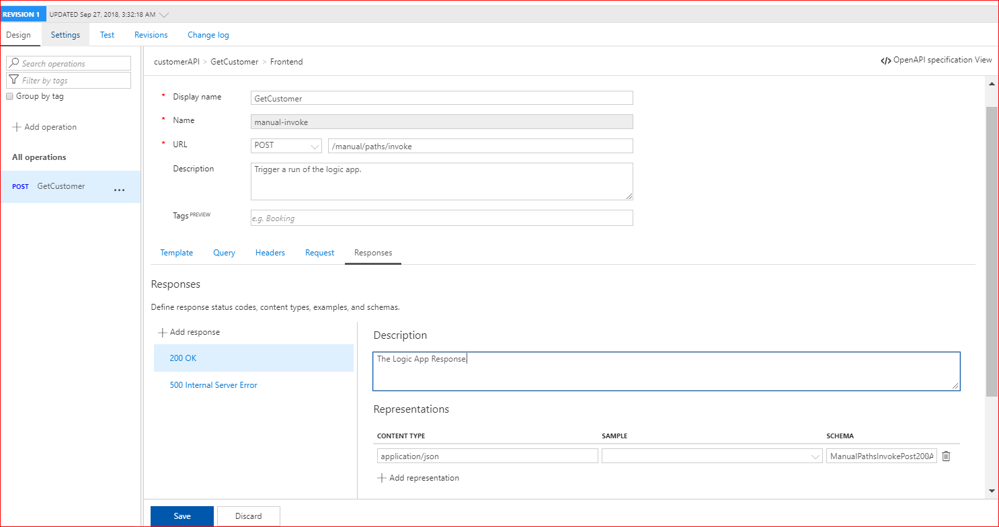 REVISION 1 UPDATED Sep 27, 2018, 3:32:18 AM
Design Settings Test Revisions Change log
Search operations
Filter by tags
Group by tag
Add operation
All operations
POST GetCustomer ...
customerAPI > GetCustomer > Frontend
</> OpenAPI specification View
* Display name GetCustomer
* Name manual-invoke
* URL POST /manual/paths/invoke
Description Trigger a run of the logic app.
Tags PREVIEW e.g. Booking
Template Query Headers Request Responses
Responses
Define response status codes, content types, examples, and schemas.
Add response
200 OK
500 Internal Server Error
Description
The Logic App Response
Representations
CONTENT TYPE SAMPLE SCHEMA
application/json ManualPathsInvokePost200A
Add representation
Save Discard